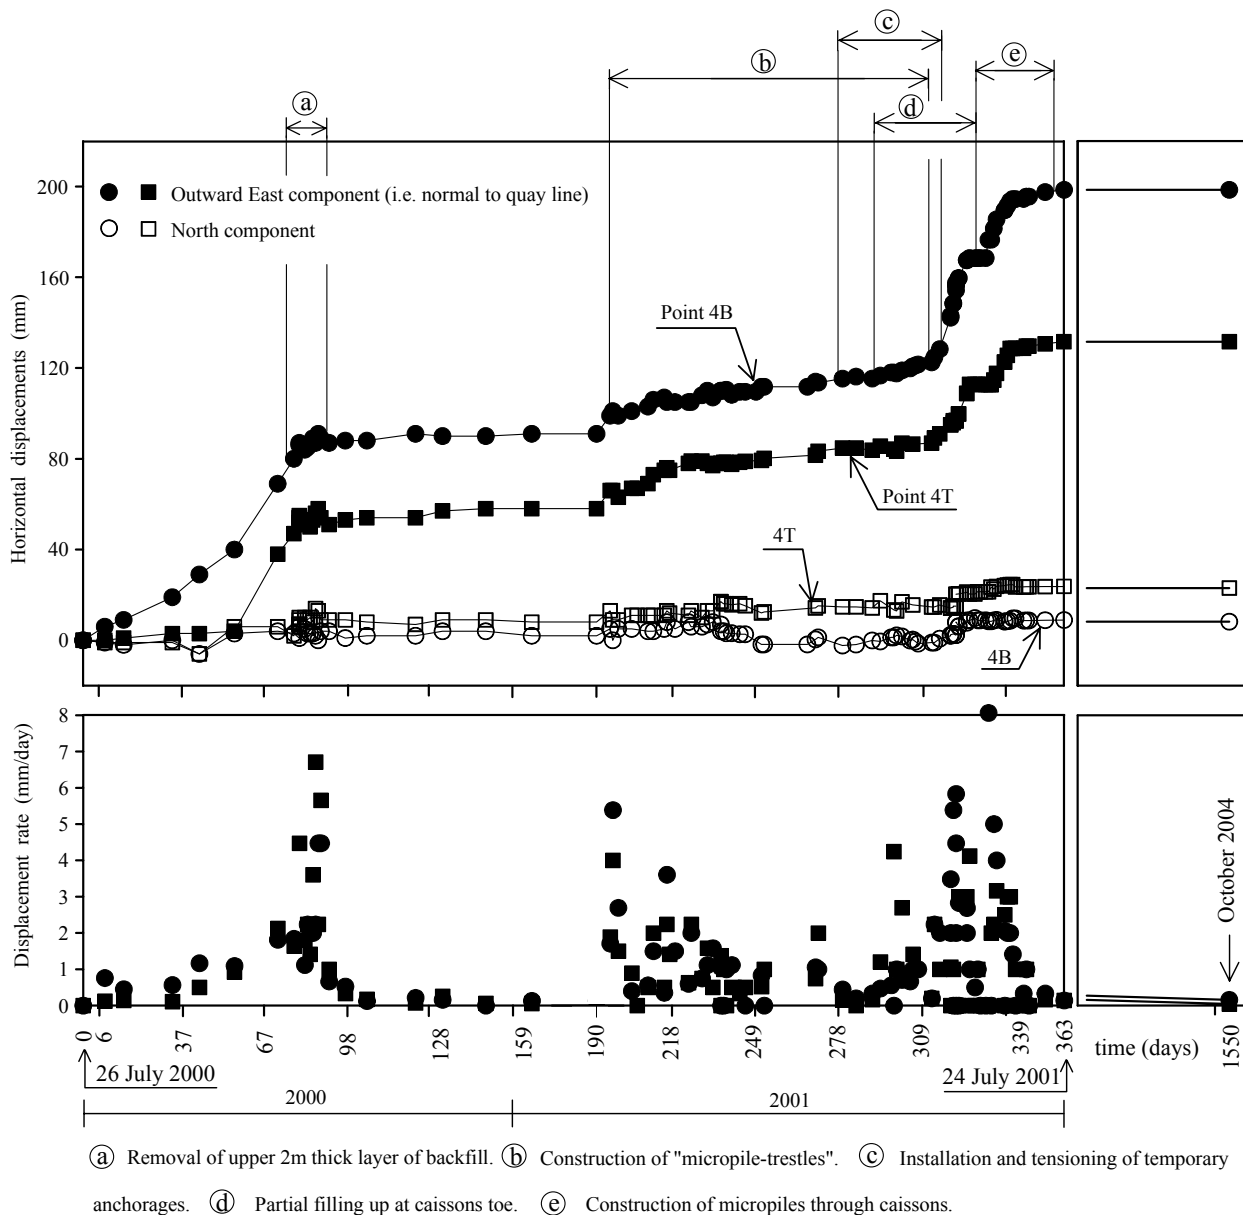 c
b
e
a
d
200
160
120
80
40
0
Horizontal displacements (mm)
Outward East component (i.e. normal to quay line)
North component
Point 4B
Point 4T
4T
4B
8
7
6
5
4
3
2
1
0
Displacement rate (mm/day)
October 2004
0 6 37 67 98 128 159 190 218 249 278 309 339 363 time (days) 1550
26 July 2000
24 July 2001
2000 2001
a Removal of upper 2m thick layer of backfill. b Construction of "micropile-trestles". c Installation and tensioning of temporary
anchorages. d Partial filling up at caissons toe. e Construction of micropiles through caissons.